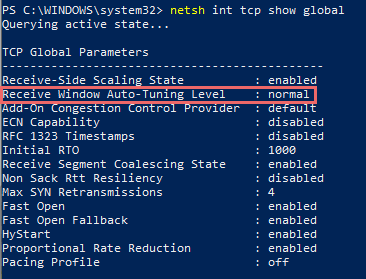 PS C:\WINDOWS\system32> netsh int tcp show global
Querying active state...
TCP Global Parameters
----------------------------------------------
Receive-Side Scaling State          : enabled
Receive Window Auto-Tuning Level    : normal
Add-On Congestion Control Provider  : default
ECN Capability                      : disabled
RFC 1323 Timestamps                 : disabled
Initial RTO                         : 1000
Receive Segment Coalescing State    : enabled
Non Sack Rtt Resiliency             : disabled
Max SYN Retransmissions             : 4
Fast Open                           : enabled
Fast Open Fallback                  : enabled
HyStart                             : enabled
Proportional Rate Reduction         : enabled
Pacing Profile                      : off